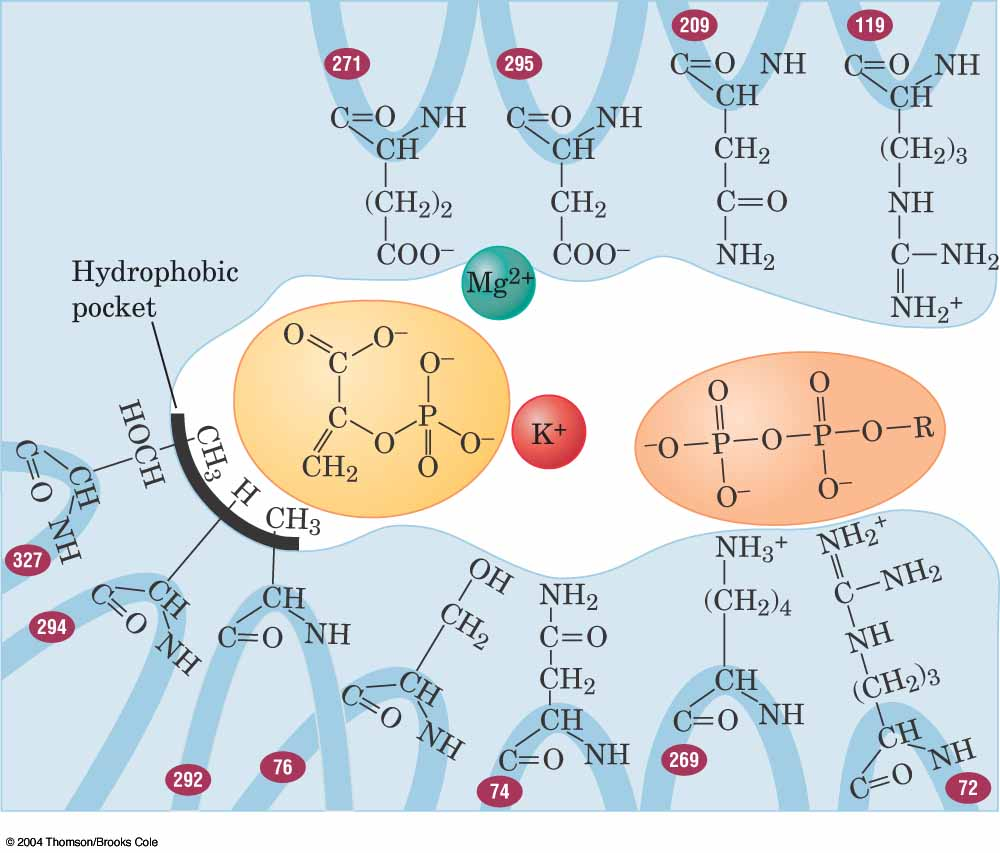 271
C=O NH
CH
(CH2)2
COO−
295
C=O NH
CH
CH2
COO−
209
C=O NH
CH
CH2
C=O
NH2
119
C=O NH
CH
(CH2)3
NH
C—NH2
NH2+
Hydrophobic
pocket
Mg2+
K+
O O−
C
C O P O−
O−
CH2 O
O O
−O—P—O—P—O—R
O− O−
HOCH
CH3
C=O
CH
NH
327
H
C=O
CH
NH
294
CH3
CH
C=O NH
292
OH
CH2
CH
C=O
NH
76
NH2
C=O
CH2
CH
C=O NH
74
NH3+
(CH2)4
CH
C=O NH
269
NH2+
C—NH2
NH
(CH2)3
CH
C=O NH
72
© 2004 Thomson/Brooks Cole